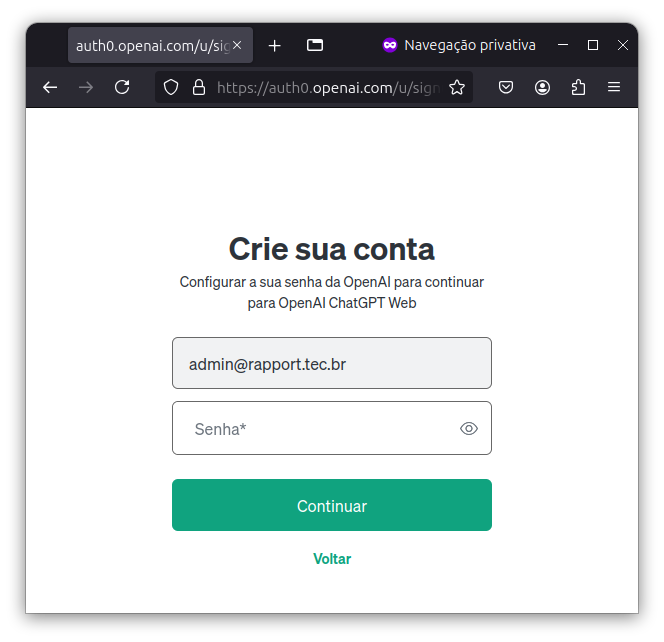 auth0.openai.com/u/sig
Navegação privativa
https://auth0.openai.com/u/sign
Crie sua conta
Configurar a sua senha da OpenAI para continuar
para OpenAI ChatGPT Web
admin@rapport.tec.br
Senha*
Continuar
Voltar